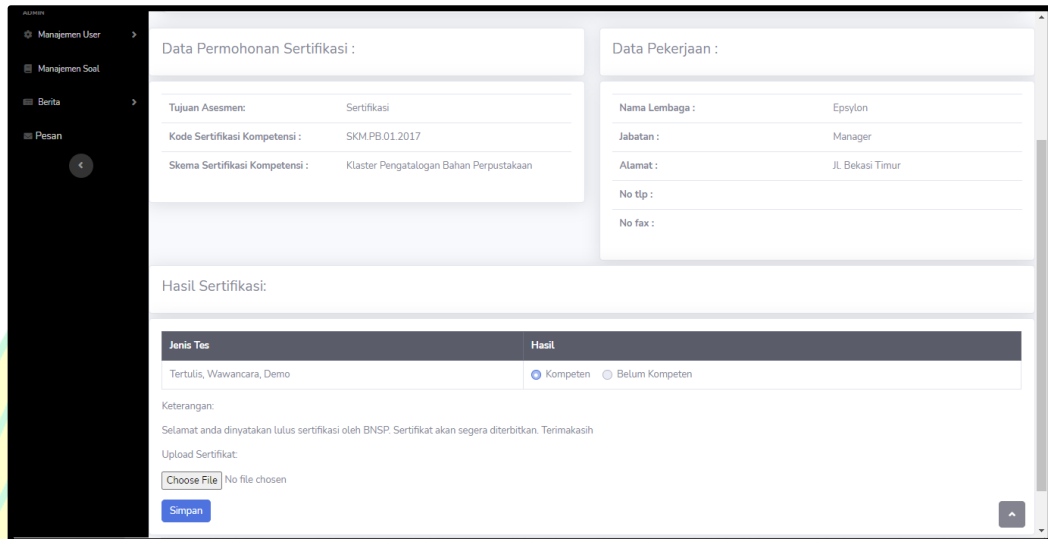 ADMIN
Manajemen User
Manajemen Soal
Berita
Pesan
Data Permohonan Sertifikasi :
Tujuan Asesmen: Sertifikasi
Kode Sertifikasi Kompetensi : SKM.PB.01.2017
Skema Sertifikasi Kompetensi : Klaster Pengatalogan Bahan Perpustakaan
Data Pekerjaan :
Nama Lembaga : Epsylon
Jabatan : Manager
Alamat : Jl. Bekasi Timur
No tlp :
No fax :
Hasil Sertifikasi:
Jenis Tes Hasil
Tertulis, Wawancara, Demo Kompeten Belum Kompeten
Keterangan:
Selamat anda dinyatakan lulus sertifikasi oleh BNSP. Sertifikat akan segera diterbitkan. Terimakasih
Upload Sertifikat:
Choose File No file chosen
Simpan